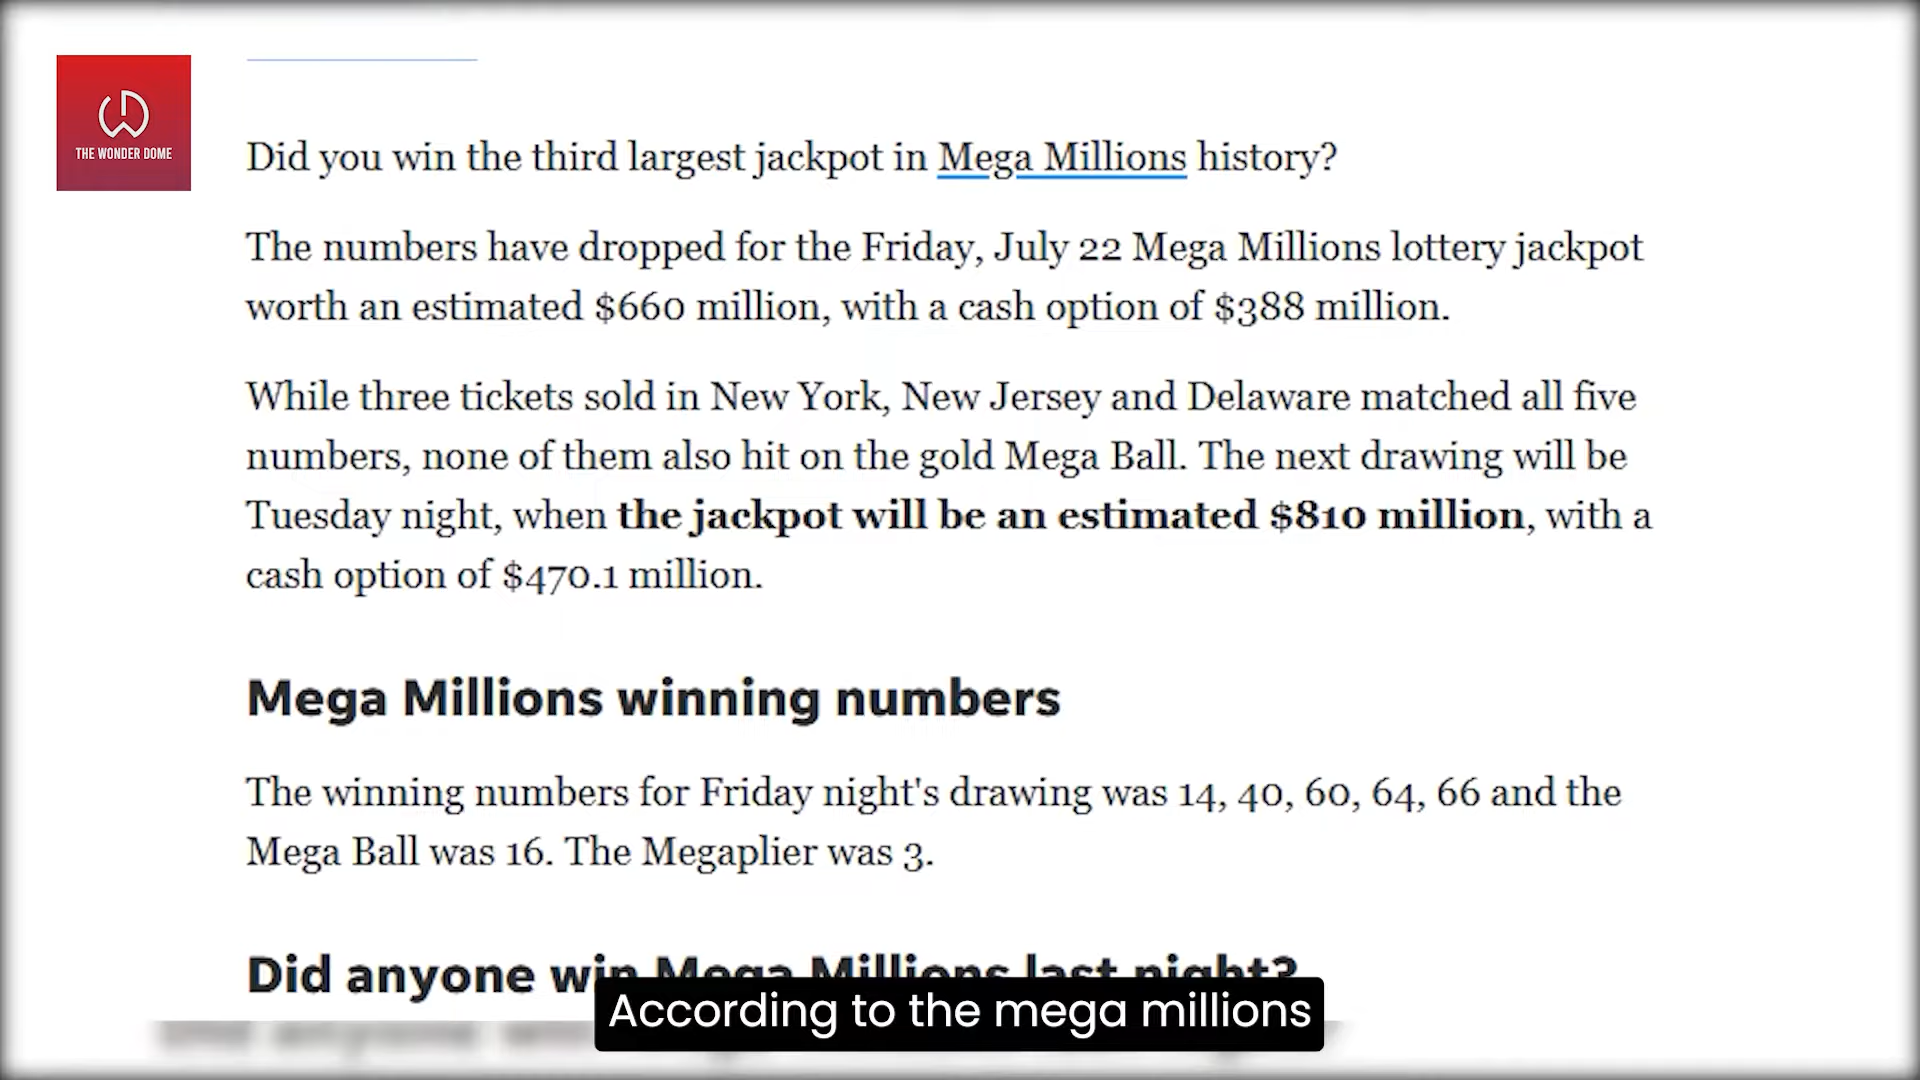 THE WONDER DOME
Did you win the third largest jackpot in Mega Millions history?
The numbers have dropped for the Friday, July 22 Mega Millions lottery jackpot
worth an estimated $660 million, with a cash option of $388 million.
While three tickets sold in New York, New Jersey and Delaware matched all five
numbers, none of them also hit on the gold Mega Ball. The next drawing will be
Tuesday night, when the jackpot will be an estimated $810 million, with a
cash option of $470.1 million.
Mega Millions winning numbers
The winning numbers for Friday night's drawing was 14, 40, 60, 64, 66 and the
Mega Ball was 16. The Megaplier was 3.
Did anyone win Mega Millions last night?
According to the mega millions